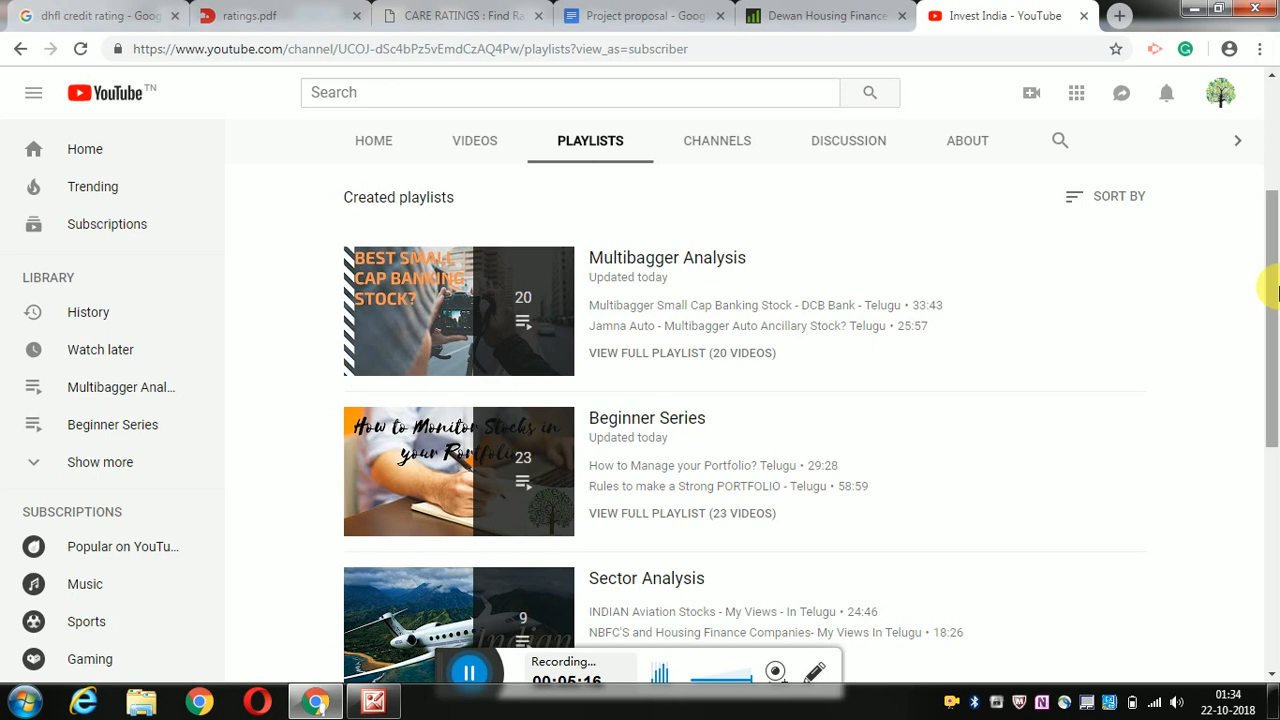 dhfl credit rating - Goog
ratings.pdf
CARE RATINGS : Find Ra
Project proposal - Googl
Dewan Housing Finance
Invest India - YouTube
https://www.youtube.com/channel/UCOJ-dSc4bPz5vEmdCzAQ4Pw/playlists?view_as=subscriber
YouTube TN
Search
HOME
VIDEOS
PLAYLISTS
CHANNELS
DISCUSSION
ABOUT
Home
Trending
Subscriptions
LIBRARY
History
Watch later
Multibagger Anal...
Beginner Series
Show more
SUBSCRIPTIONS
Popular on YouTu...
Music
Sports
Gaming
Created playlists
SORT BY
BEST SMALL
CAP BANKING
STOCK?
20
Multibagger Analysis
Updated today
Multibagger Small Cap Banking Stock - DCB Bank - Telugu • 33:43
Jamna Auto - Multibagger Auto Ancillary Stock? Telugu • 25:57
VIEW FULL PLAYLIST (20 VIDEOS)
How to Monitor Stocks in
your Portfolio
23
Beginner Series
Updated today
How to Manage your Portfolio? Telugu • 29:28
Rules to make a Strong PORTFOLIO - Telugu • 58:59
VIEW FULL PLAYLIST (23 VIDEOS)
9
Indian
Sector Analysis
INDIAN Aviation Stocks - My Views - In Telugu • 24:46
NBFC'S and Housing Finance Companies- My Views In Telugu • 18:26
Recording...
00:05:16
01:34
22-10-2018